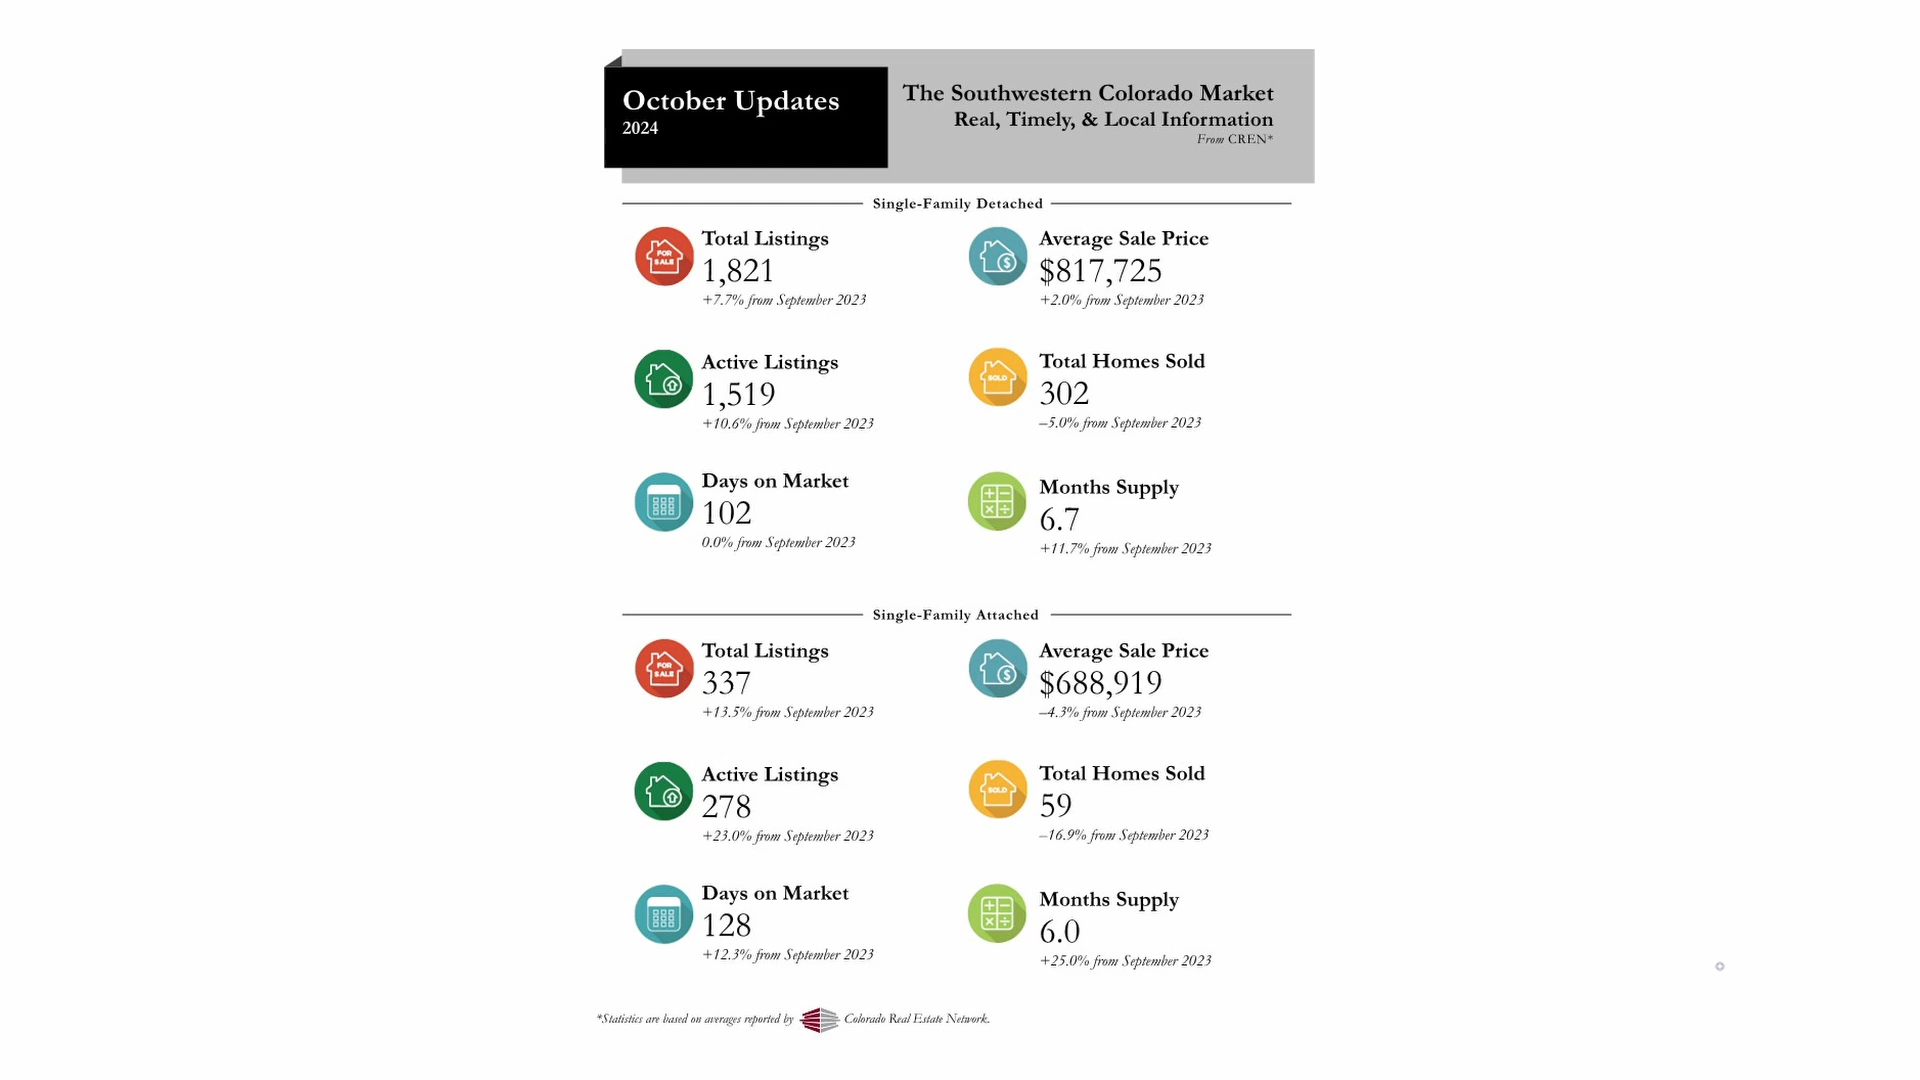 October Updates
2024
The Southwestern Colorado Market
Real, Timely, & Local Information
From CREN*
Single-Family Detached
FOR SALE
Total Listings
1,821
+7.7% from September 2023
$
Average Sale Price
$817,725
+2.0% from September 2023
Active Listings
1,519
+10.6% from September 2023
SOLD
Total Homes Sold
302
–5.0% from September 2023
Days on Market
102
0.0% from September 2023
Months Supply
6.7
+11.7% from September 2023
Single-Family Attached
FOR SALE
Total Listings
337
+13.5% from September 2023
$
Average Sale Price
$688,919
–4.3% from September 2023
Active Listings
278
+23.0% from September 2023
SOLD
Total Homes Sold
59
–16.9% from September 2023
Days on Market
128
+12.3% from September 2023
Months Supply
6.0
+25.0% from September 2023
*Statistics are based on averages reported by Colorado Real Estate Network.